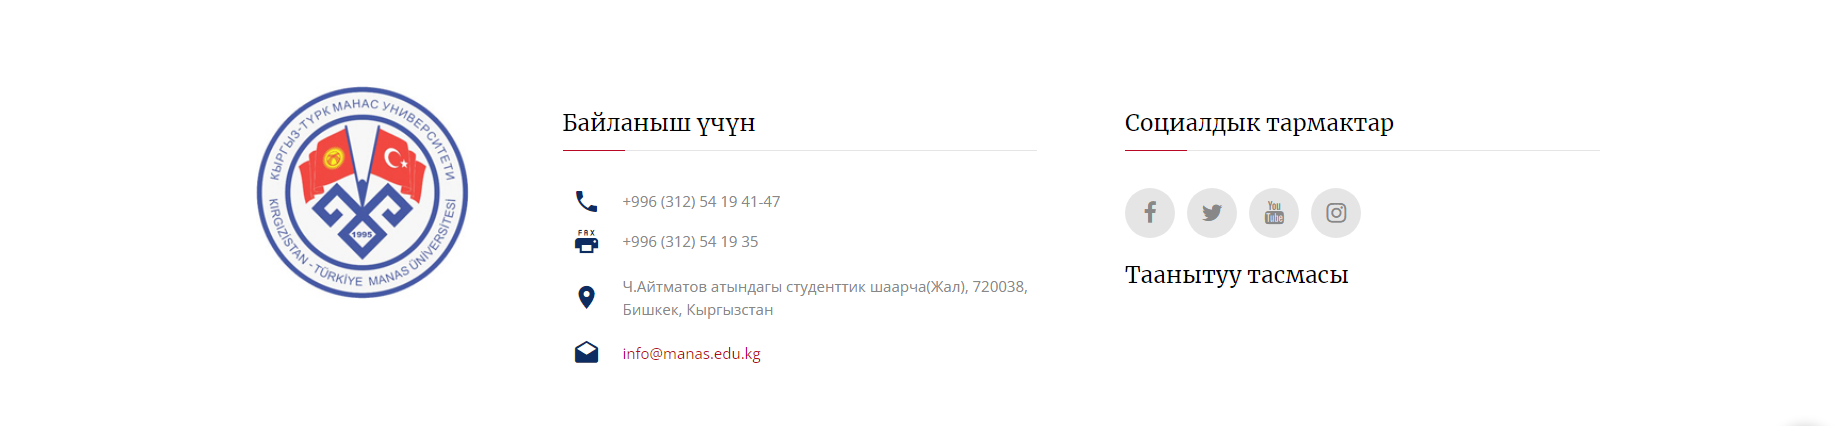 КЫРГЫЗ-ТҮРК МАНАС УНИВЕРСИТЕТИ
1995
KIRGIZİSTAN - TÜRKİYE MANAS ÜNİVERSİTESİ
Байланыш үчүн
+996 (312) 54 19 41-47
FAX
+996 (312) 54 19 35
Ч.Айтматов атындагы студенттик шаарча(Жал), 720038,
Бишкек, Кыргызстан
info@manas.edu.kg
Социалдык тармактар
You
Tube
Таанытуу тасмасы